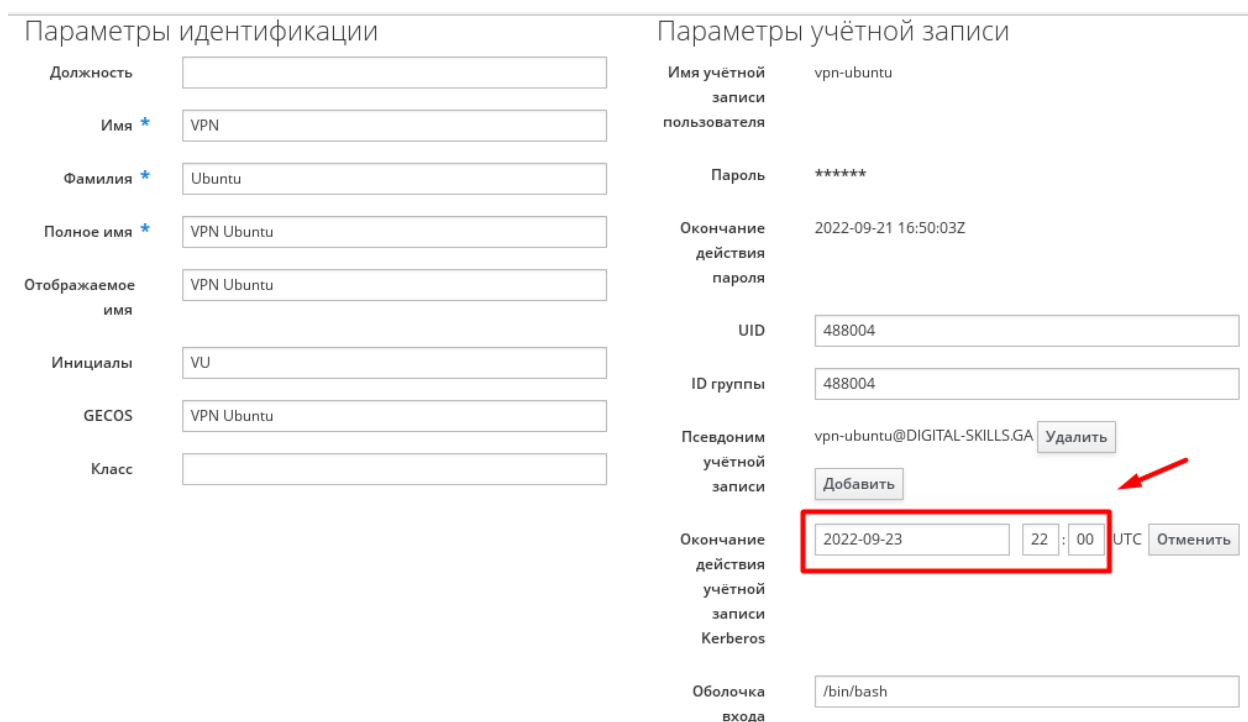 Параметры идентификации
Должность
Имя *
VPN
Фамилия *
Ubuntu
Полное имя *
VPN Ubuntu
Отображаемое
имя
VPN Ubuntu
Инициалы
VU
GECOS
VPN Ubuntu
Класс
Параметры учётной записи
Имя учётной
записи
пользователя
vpn-ubuntu
Пароль
******
Окончание
действия
пароля
2022-09-21 16:50:03Z
UID
488004
ID группы
488004
Псевдоним
учётной
записи
vpn-ubuntu@DIGITAL-SKILLS.GA Удалить
Добавить
Окончание
действия
учётной
записи
Kerberos
2022-09-23 22 : 00 UTC Отменить
Оболочка
входа
/bin/bash